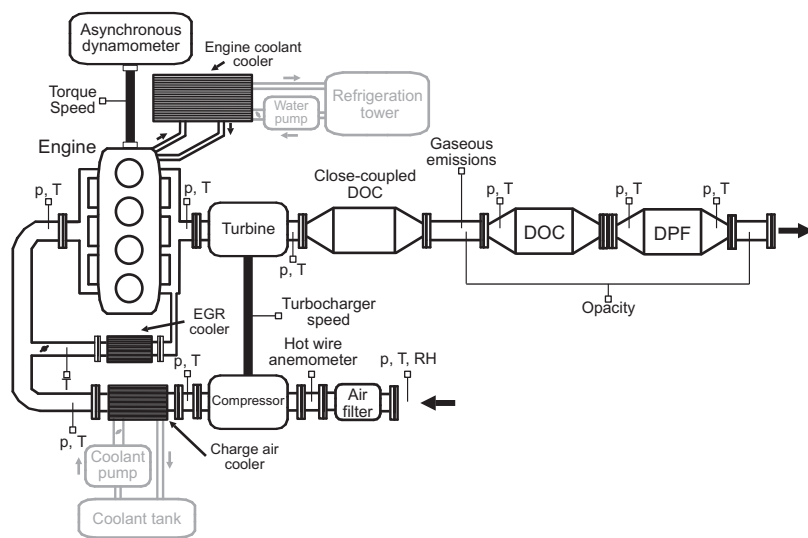 Asynchronous
dynamometer
Engine coolant
cooler
Torque
Speed
Water
pump
Refrigeration
tower
Engine
p, T
p, T
Turbine
p, T
Close-coupled
DOC
Gaseous
emissions
p, T
DOC
p, T
p, T
DPF
Opacity
EGR
cooler
Turbocharger
speed
T
p, T
p, T
Compressor
Hot wire
anemometer
Air
filter
p, T, RH
Charge air
cooler
Coolant
pump
Coolant tank